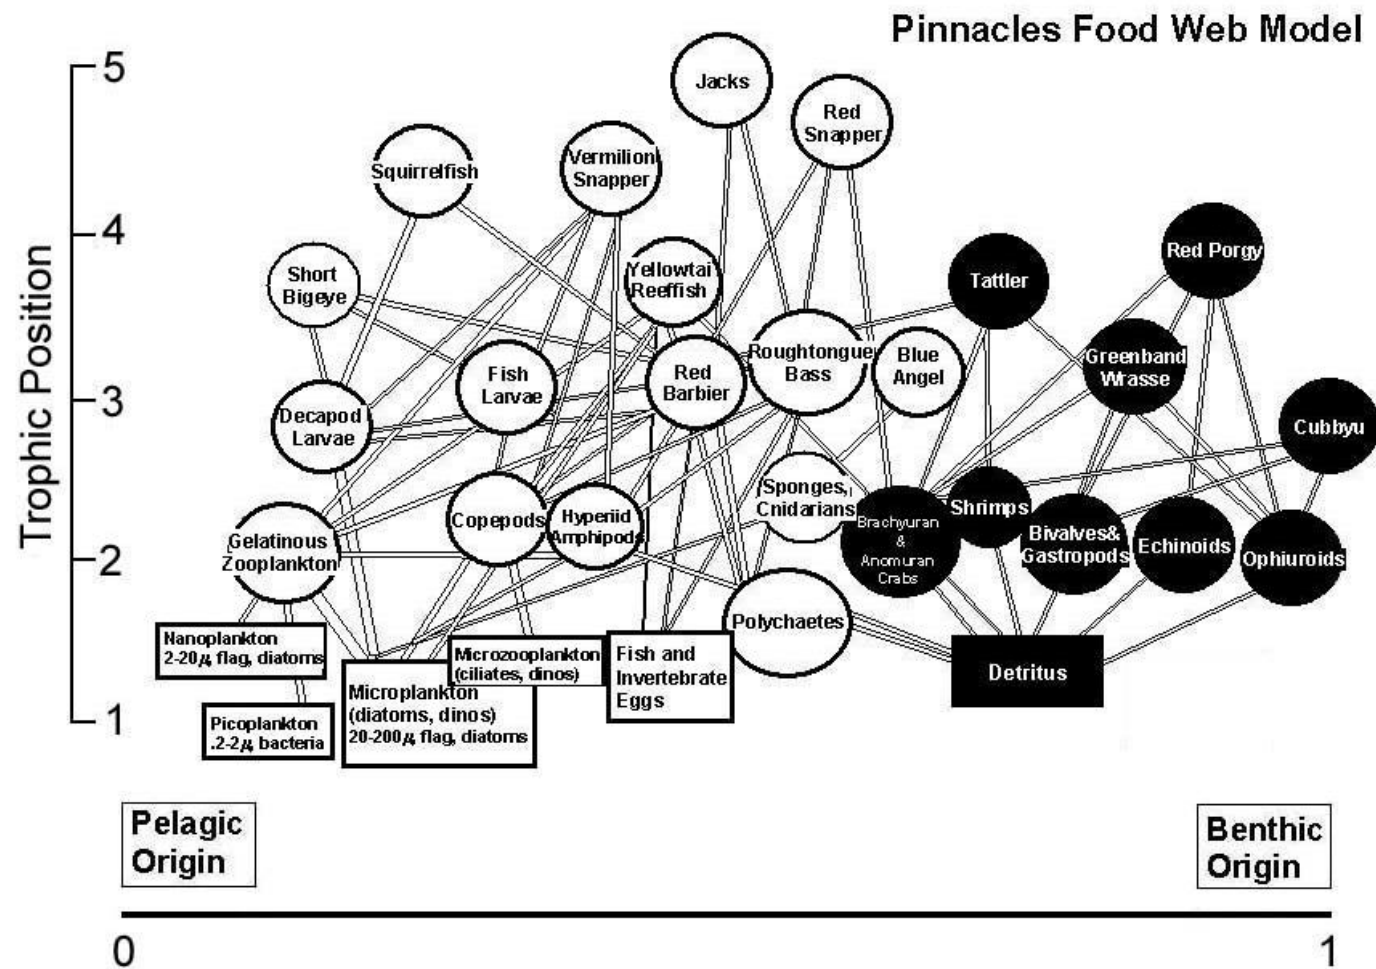 Pinnacles Food Web Model
5
4
3
2
1
Trophic Position
Jacks
Red
Snapper
Squirrelfish
Vermilion
Snapper
Short
Bigeye
Yellowtai
Reeffish
Tattler
Red Porgy
Fish
Larvae
Red
Barbier
Roughtongue
Bass
Blue
Angel
Greenband
Wrasse
Decapod
Larvae
Cubbyu
Gelatinous
Zooplankton
Copepods
Hyperiid
Amphipods
Sponges,
Cnidarians
Brachyuran
&
Anomuran
Crabs
Shrimps
Bivalves&
Gastropods
Echinoids
Ophiuroids
Polychaetes
Nanoplankton
2-20µ, flag, diatoms
Picoplankton
.2-2µ, bacteria
Microplankton
(diatoms, dinos)
20-200µ, flag, diatoms
Microzooplankton
(ciliates, dinos)
Fish and
Invertebrate
Eggs
Detritus
Pelagic
Origin
Benthic
Origin
0
1